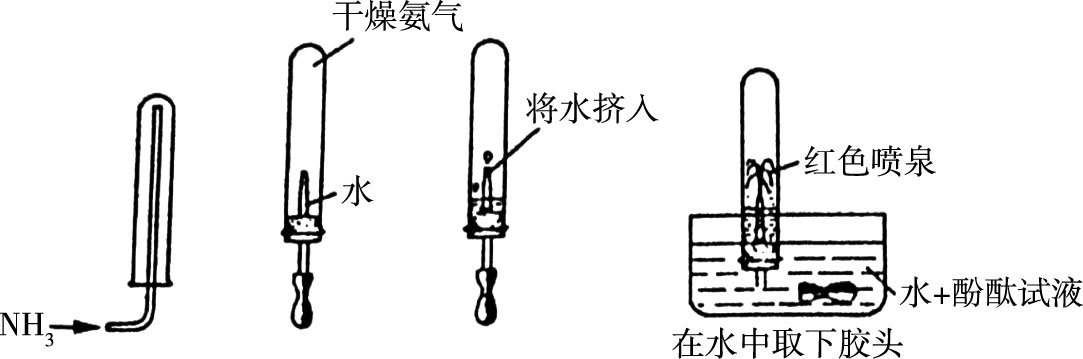 干燥氨气
将水挤入
水
红色喷泉
NH₃
水+酚酞试液
在水中取下胶头